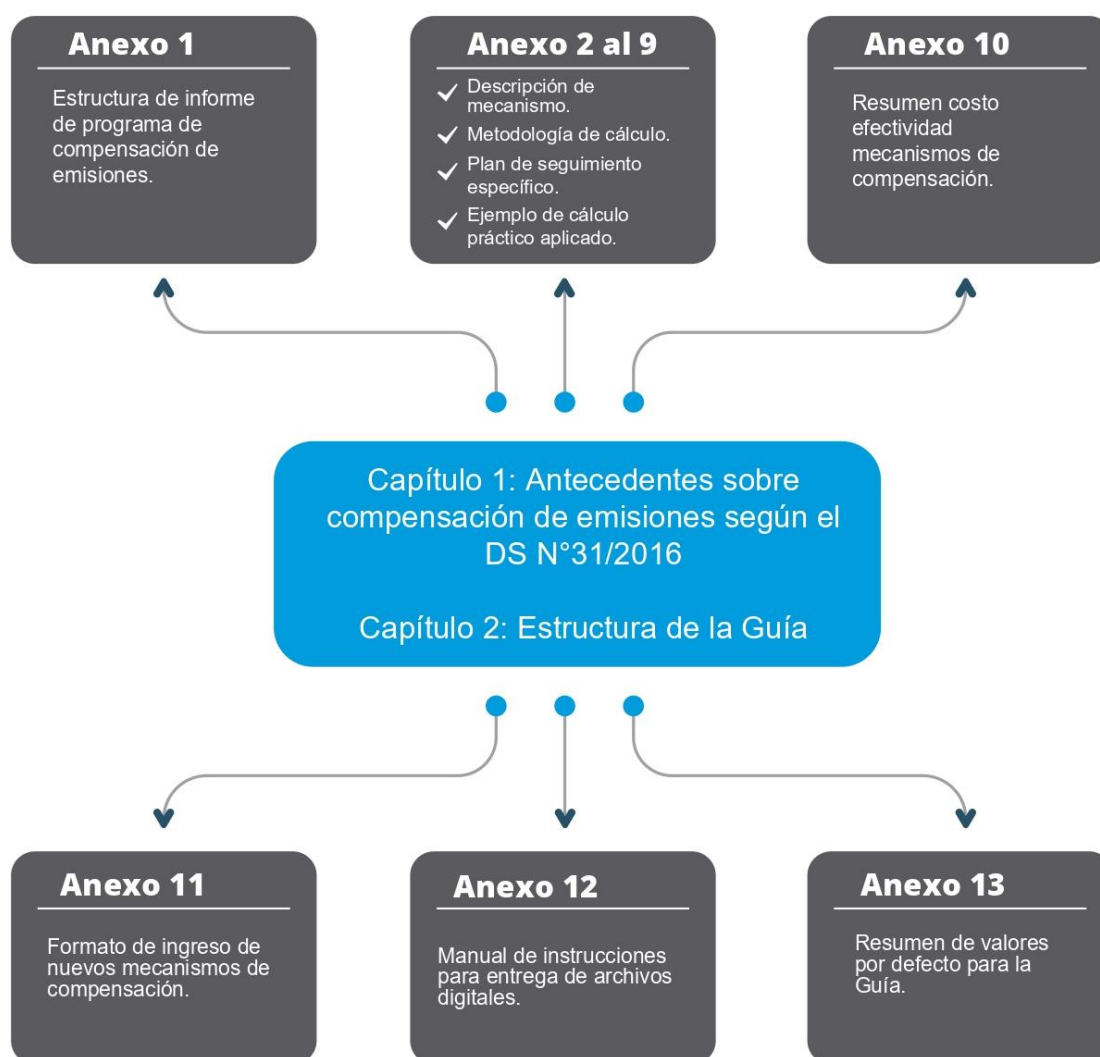 Anexo 1
Estructura de informe
de programa de
compensación de
emisiones.
Anexo 2 al 9
Descripción de
mecanismo.
Metodología de cálculo.
Plan de seguimiento
específico.
Ejemplo de cálculo
práctico aplicado.
Anexo 10
Resumen costo
efectividad
mecanismos de
compensación.
Capítulo 1: Antecedentes sobre
compensación de emisiones según el
DS N°31/2016
Capítulo 2: Estructura de la Guía
Anexo 11
Formato de ingreso de
nuevos mecanismos de
compensación.
Anexo 12
Manual de instrucciones
para entrega de archivos
digitales.
Anexo 13
Resumen de valores
por defecto para la
Guía.